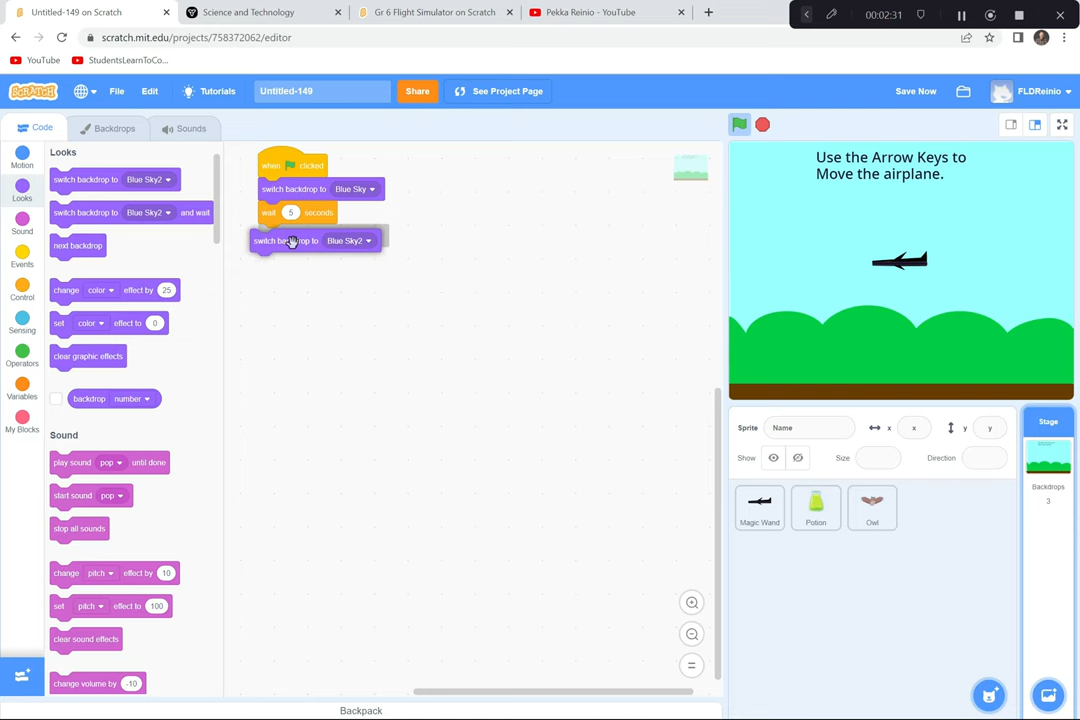 Untitled-149 on Scratch
Science and Technology
Gr 6 Flight Simulator on Scratch
Pekka Reinio - YouTube
00:02:31
scratch.mit.edu/projects/758372062/editor
YouTube
StudentsLearnToCo...
SCRATCH
File
Edit
Tutorials
Untitled-149
Share
See Project Page
Save Now
FLDReinio
Code
Backdrops
Sounds
Motion
Looks
Sound
Events
Control
Sensing
Operators
Variables
My Blocks
Looks
switch backdrop to Blue Sky2
switch backdrop to Blue Sky2 and wait
next backdrop
change color effect by 25
set color effect to 0
clear graphic effects
backdrop number
Sound
play sound pop until done
start sound pop
stop all sounds
change pitch effect by 10
set pitch effect to 100
clear sound effects
change volume by -10
when clicked
switch backdrop to Blue Sky
wait 5 seconds
switch backdrop to Blue Sky2
Use the Arrow Keys to
Move the airplane.
Sprite Name x x y y
Show Size Direction
Magic Wand
Potion
Owl
Stage
Backdrops
3
Backpack